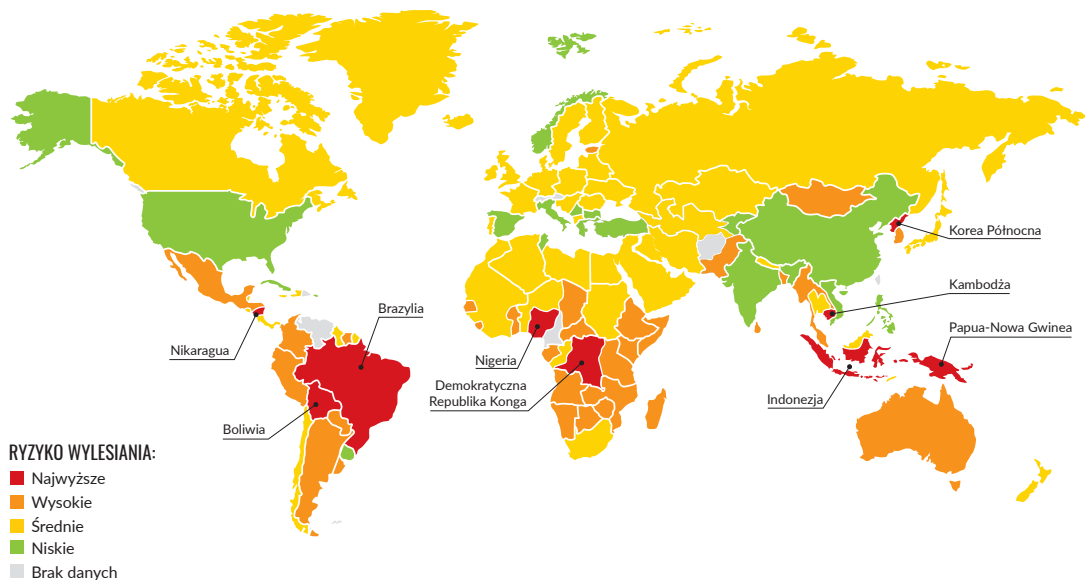 Korea Północna
Kambodża
Brazylia
Papua-Nowa Gwinea
Nikaragua
Nigeria
Demokratyczna
Republika Konga
Indonezja
Boliwia
RYZYKO WYLESIANIA:
Najwyższe
Wysokie
Średnie
Niskie
Brak danych